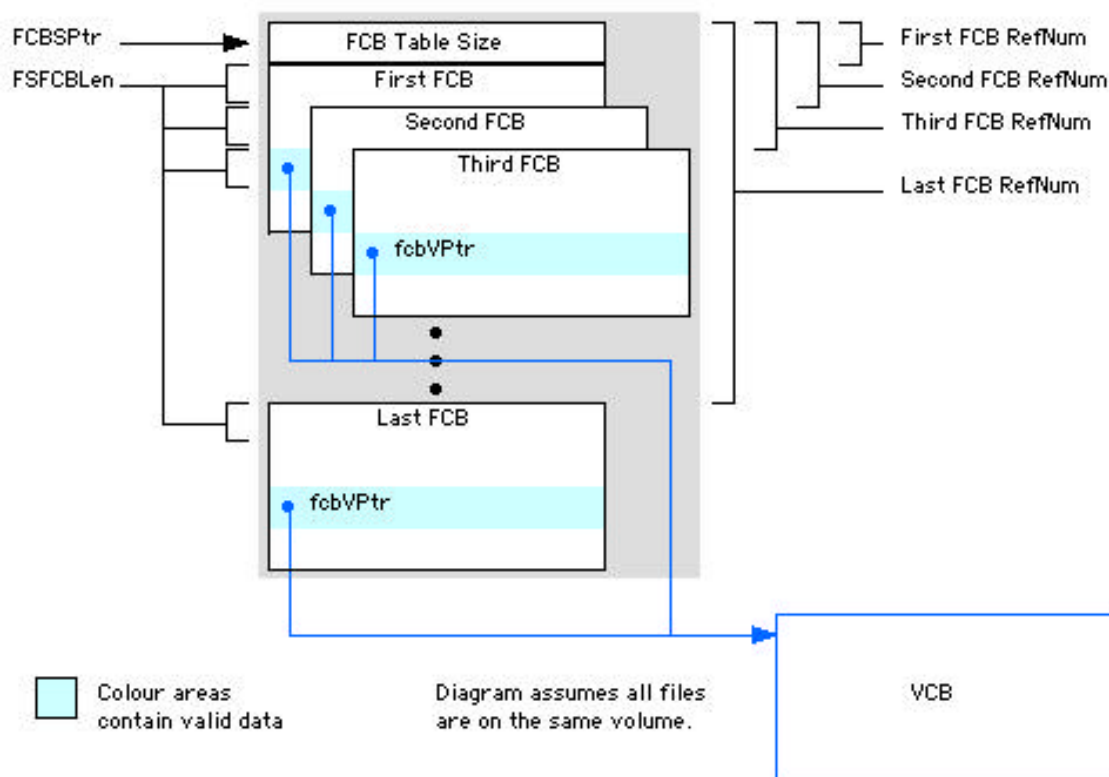 FCBSPtr
FCB Table Size
First FCB RefNum
FSFCBLen
First FCB
Second FCB RefNum
Second FCB
Third FCB RefNum
Third FCB
Last FCB RefNum
fcbVPtr
Last FCB
fcbVPtr
Colour areas
contain valid data
Diagram assumes all files
are on the same volume.
VCB